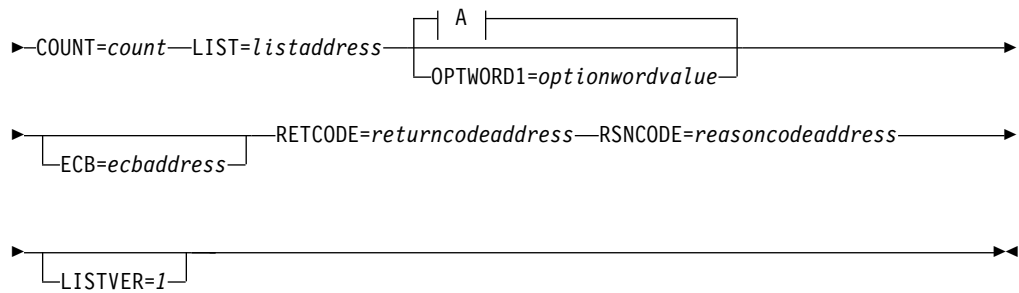 A
COUNT=count LIST=listaddress
OPTWORD1=optionwordvalue
RETCODE=returncodeaddress RSNCODE=reasoncodeaddress
ECB=ecbaddress
LISTVER=1